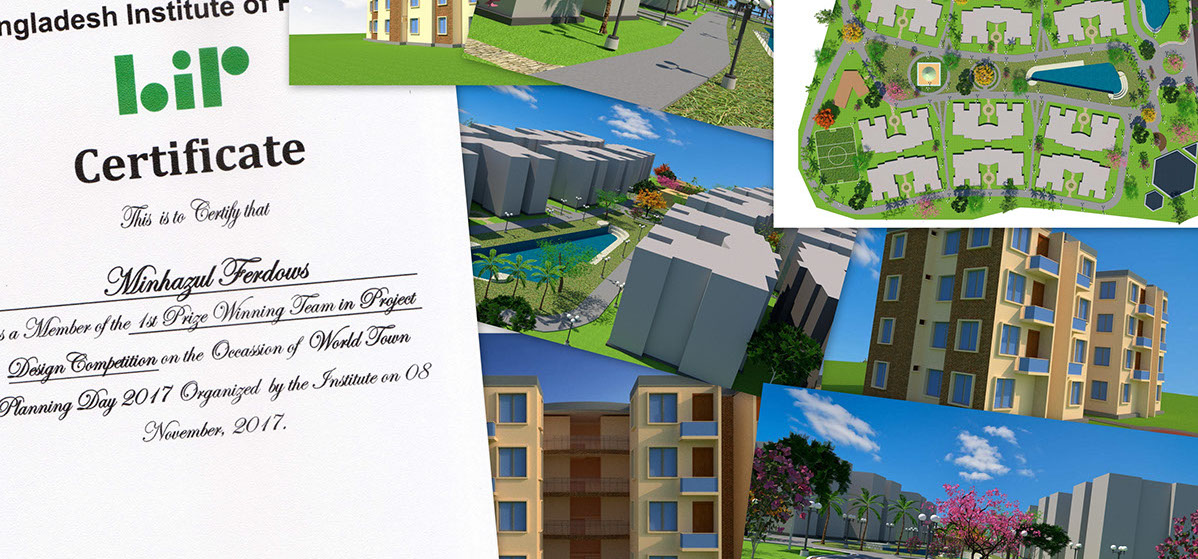 ngladesh Institute of
bip
Certificate
This is to Certify that
Minhazul Ferdows
s a Member of the 1st Prize Winning Team in Project
Design Competition on the Occassion of World Town
Planning Day 2017 Organized by the Institute on 08
November, 2017.